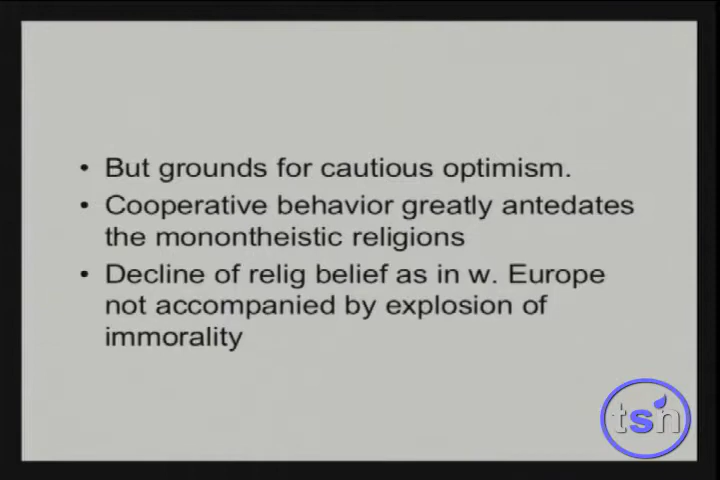 • But grounds for cautious optimism.
• Cooperative behavior greatly antedates
the monontheistic religions
• Decline of relig belief as in w. Europe
not accompanied by explosion of
immorality
tsn